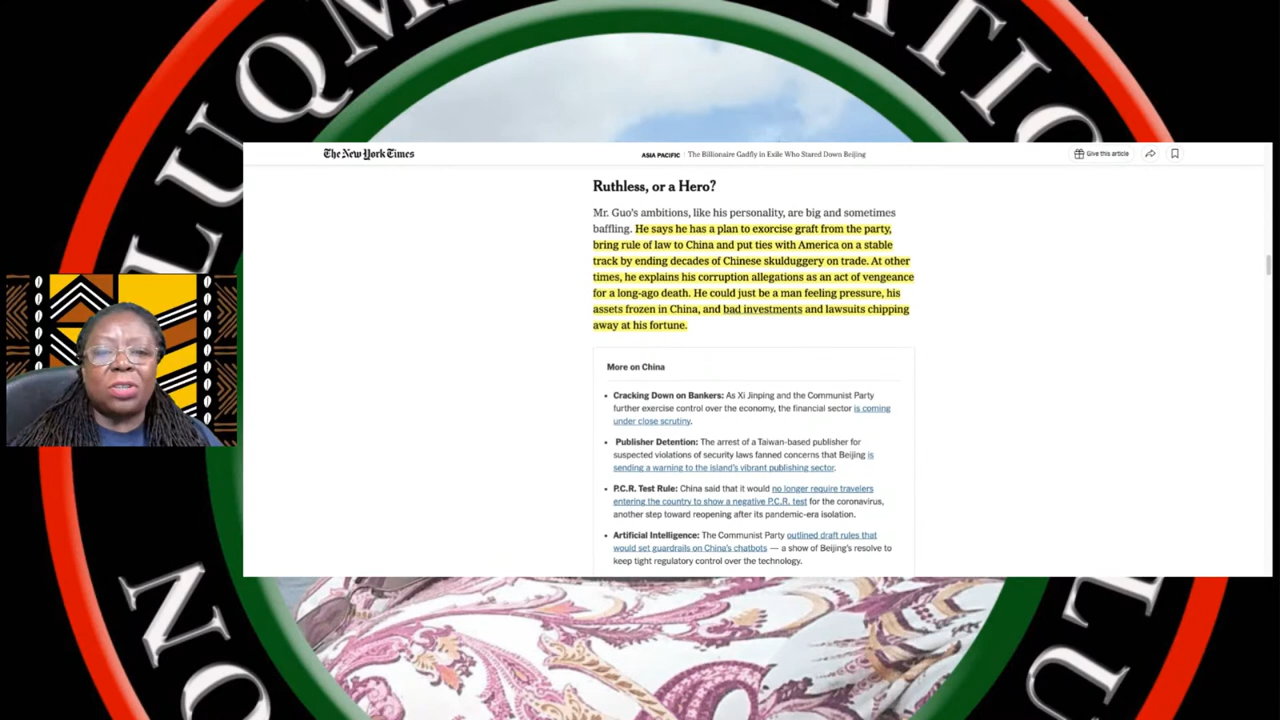 LUQM
ATIO
The New York Times
ASIA PACIFIC | The Billionaire Gadfly in Exile Who Stared Down Beijing
Give this article
Ruthless, or a Hero?
Mr. Guo's ambitions, like his personality, are big and sometimes
baffling. He says he has a plan to exorcise graft from the party,
bring rule of law to China and put ties with America on a stable
track by ending decades of Chinese skulduggery on trade. At other
times, he explains his corruption allegations as an act of vengeance
for a long-ago death. He could just be a man feeling pressure, his
assets frozen in China, and bad investments and lawsuits chipping
away at his fortune.
More on China
• Cracking Down on Bankers: As Xi Jinping and the Communist Party
further exercise control over the economy, the financial sector is coming
under close scrutiny.
• Publisher Detention: The arrest of a Taiwan-based publisher for
suspected violations of security laws fanned concerns that Beijing is
sending a warning to the island's vibrant publishing sector.
• P.C.R. Test Rule: China said that it would no longer require travelers
entering the country to show a negative P.C.R. test for the coronavirus,
another step toward reopening after its pandemic-era isolation.
• Artificial Intelligence: The Communist Party outlined draft rules that
would set guardrails on China's chatbots — a show of Beijing's resolve to
keep tight regulatory control over the technology.